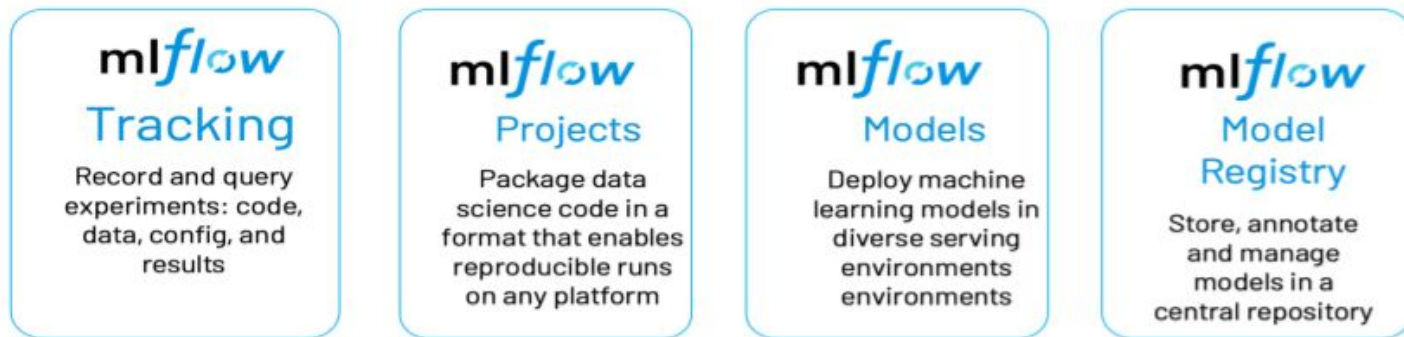 mlflow
Tracking
Record and query
experiments: code,
data, config, and
results
mlflow
Projects
Package data
science code in a
format that enables
reproducible runs
on any platform
mlflow
Models
Deploy machine
learning models in
diverse serving
environments
environments
mlflow
Model
Registry
Store, annotate
and manage
models in a
central repository